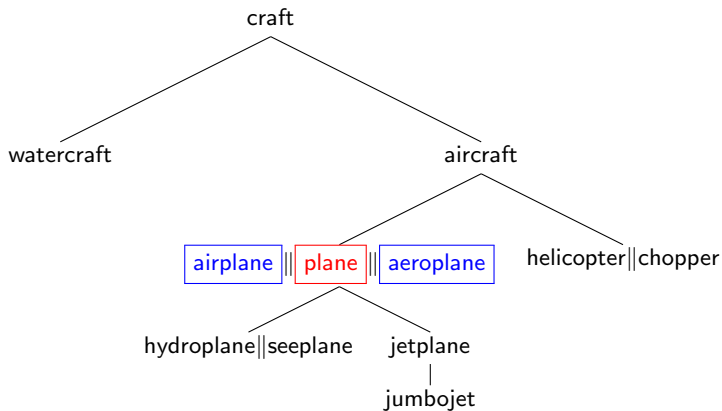 craft
watercraft aircraft
airplane || plane || aeroplane helicopter||chopper
hydroplane||seeplane jetplane
jumbojet